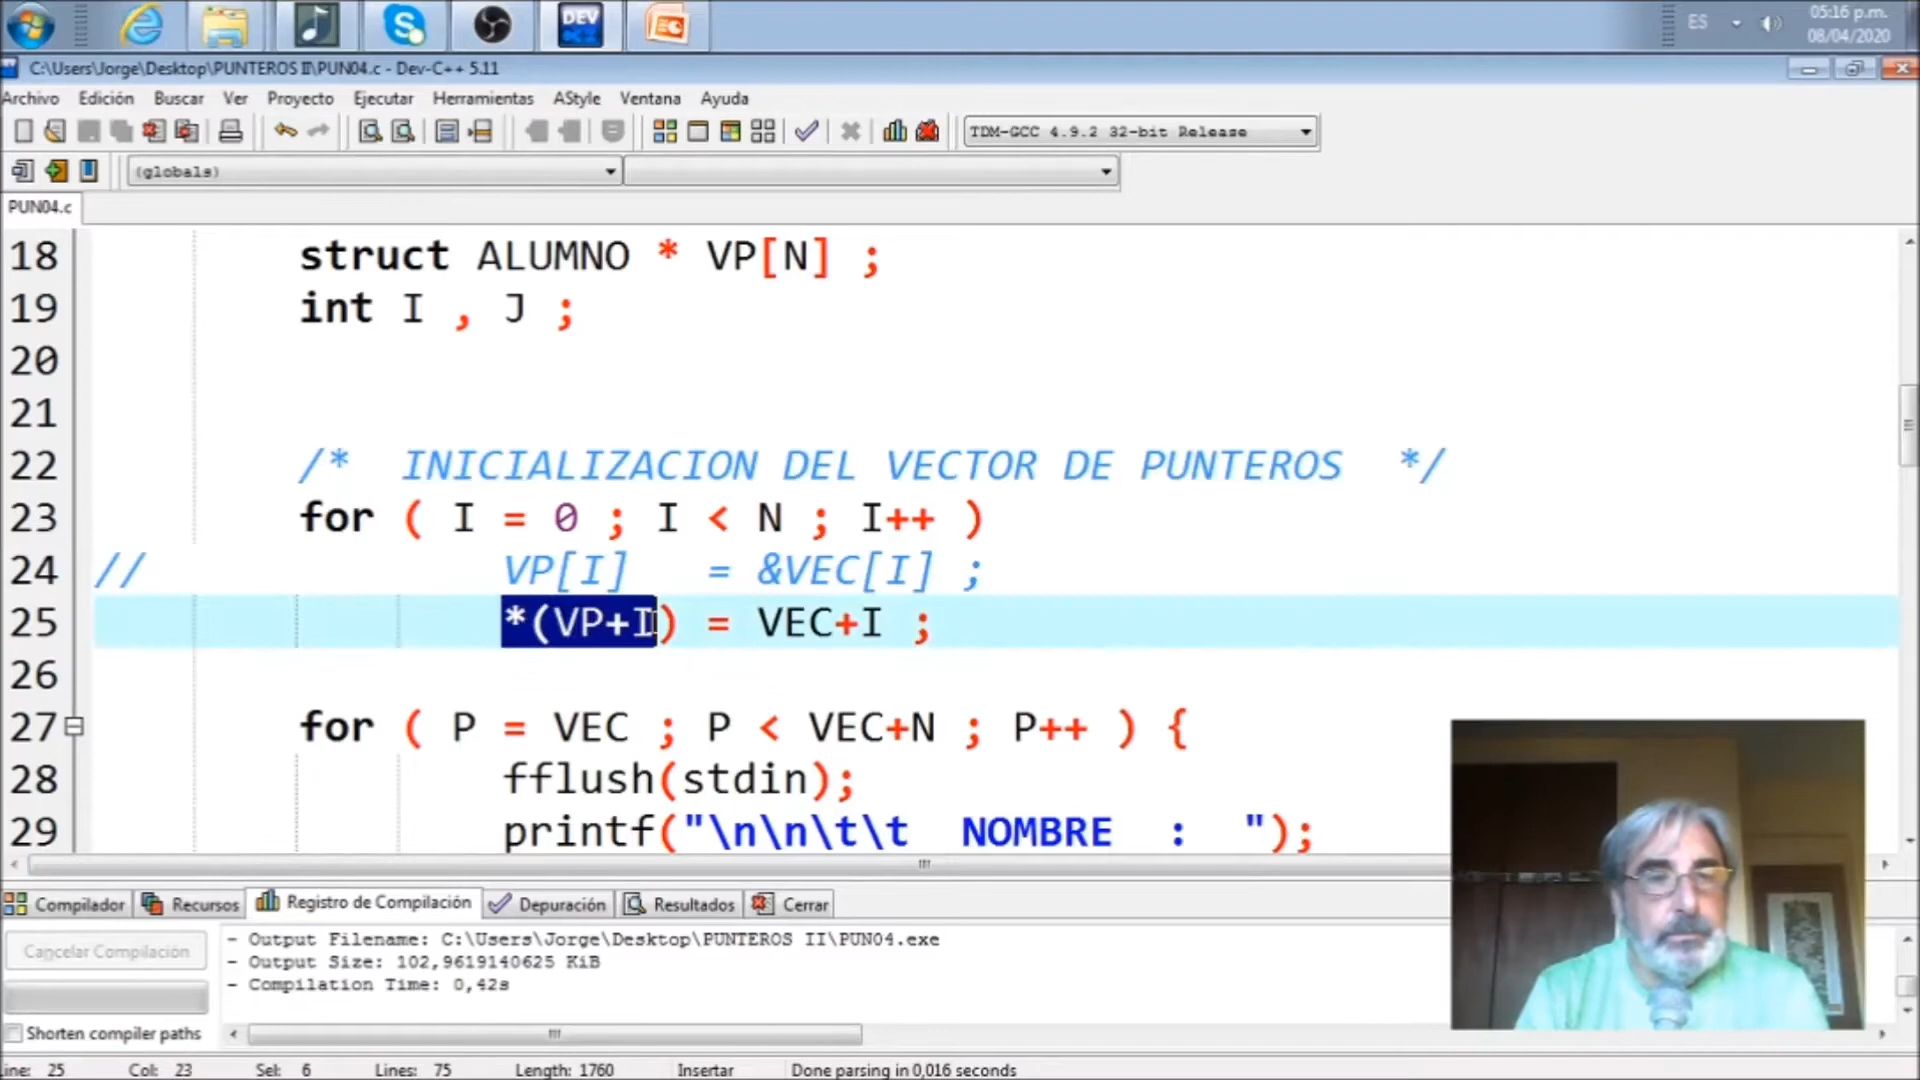 DEV
ES
05:16 p.m.
08/04/2020
C:\Users\Jorge\Desktop\PUNTEROS II\PUN04.c - Dev-C++ 5.11
Archivo Edición Buscar Ver Proyecto Ejecutar Herramientas AStyle Ventana Ayuda
TDM-GCC 4.9.2 32-bit Release
(globals)
PUN04.c
18 struct ALUMNO * VP[N] ;
19 int I , J ;
20
21
22 /* INICIALIZACION DEL VECTOR DE PUNTEROS */
23 for ( I = 0 ; I < N ; I++ )
24 // VP[I] = &VEC[I] ;
25 *(VP+I) = VEC+I ;
26
27 for ( P = VEC ; P < VEC+N ; P++ ) {
28 fflush(stdin);
29 printf("\n\n\t\t NOMBRE : ");
Compilador Recursos Registro de Compilación Depuración Resultados Cerrar
Cancelar Compilación
- Output Filename: C:\Users\Jorge\Desktop\PUNTEROS II\PUN04.exe
- Output Size: 102,9619140625 KiB
- Compilation Time: 0,42s
Shorten compiler paths
Line: 25 Col: 23 Sel: 6 Lines: 75 Length: 1760 Insertar Done parsing in 0,016 seconds